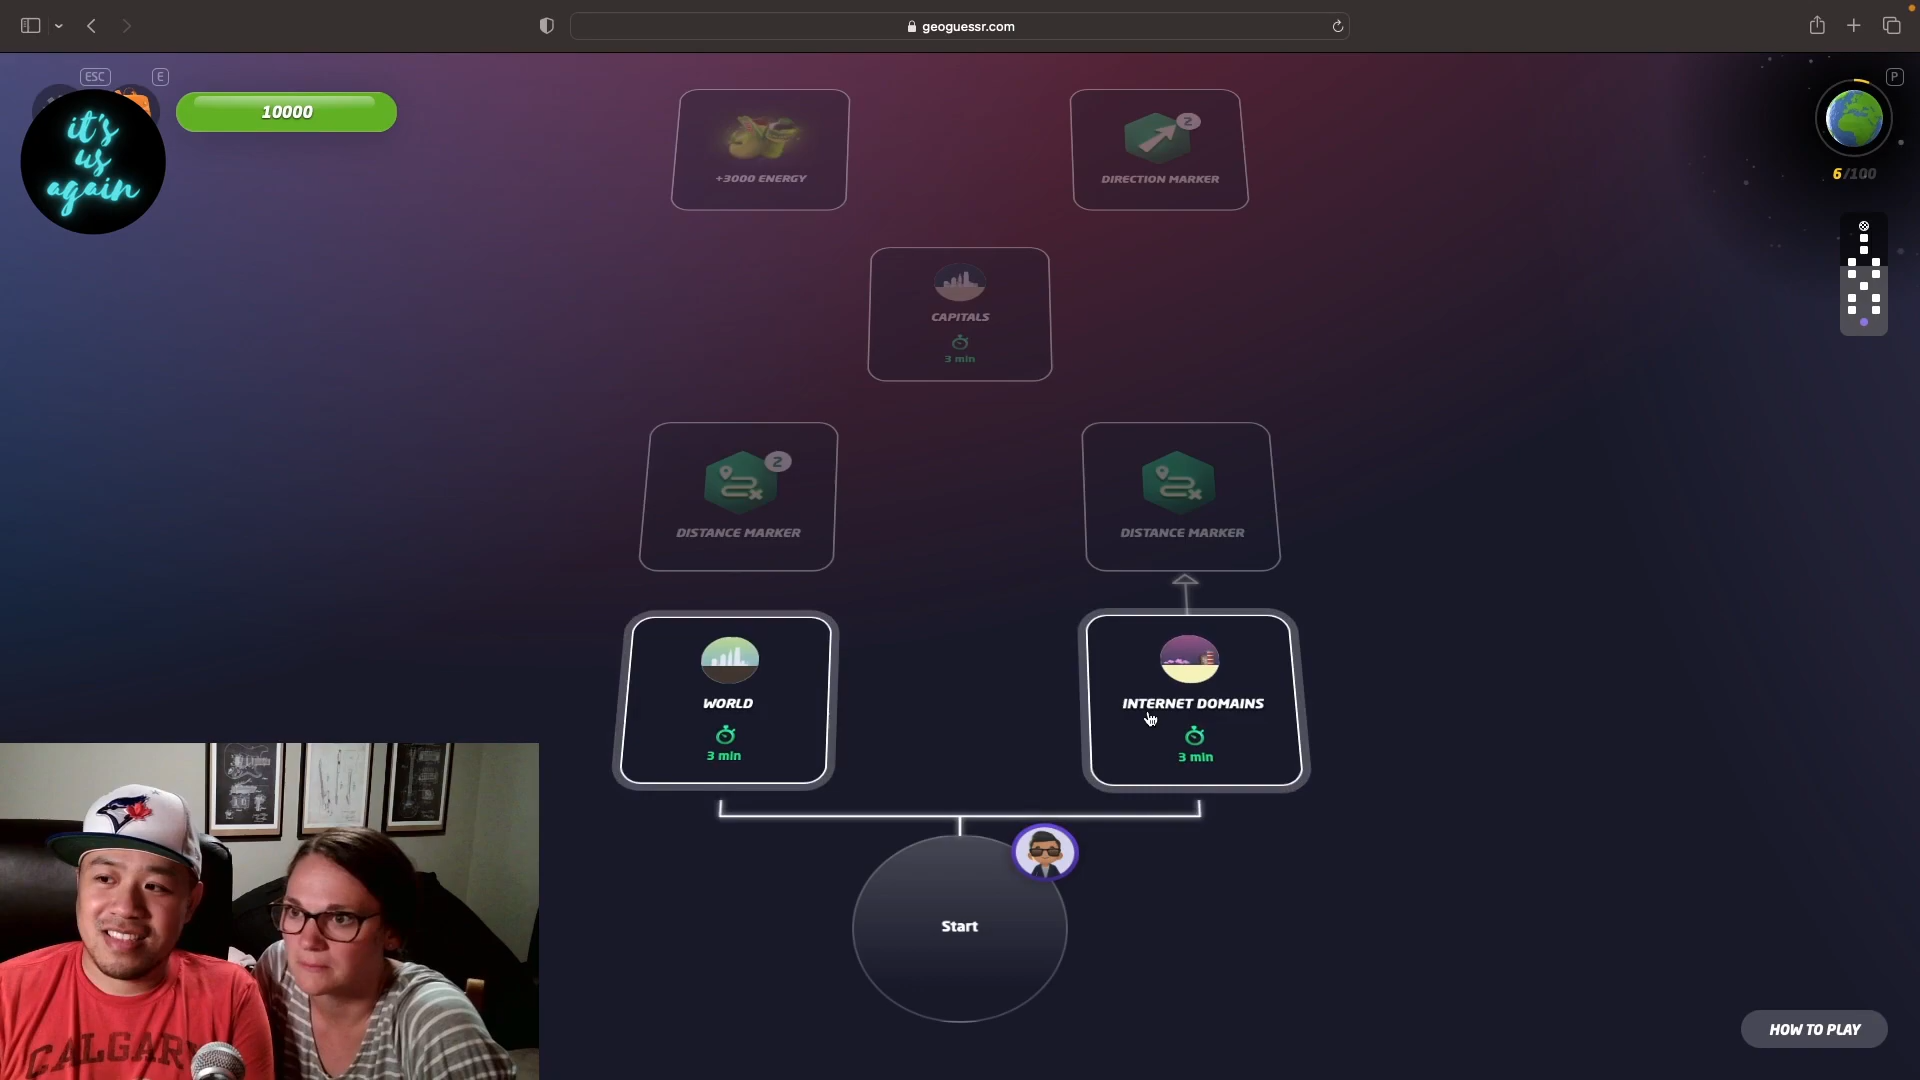 geoguessr.com
ESC
E
P
10000
it's
us
again
+3000 ENERGY
2
DIRECTION MARKER
6/100
CAPITALS
3 min
2
DISTANCE MARKER
DISTANCE MARKER
WORLD
3 min
INTERNET DOMAINS
3 min
Start
HOW TO PLAY
CALGARY